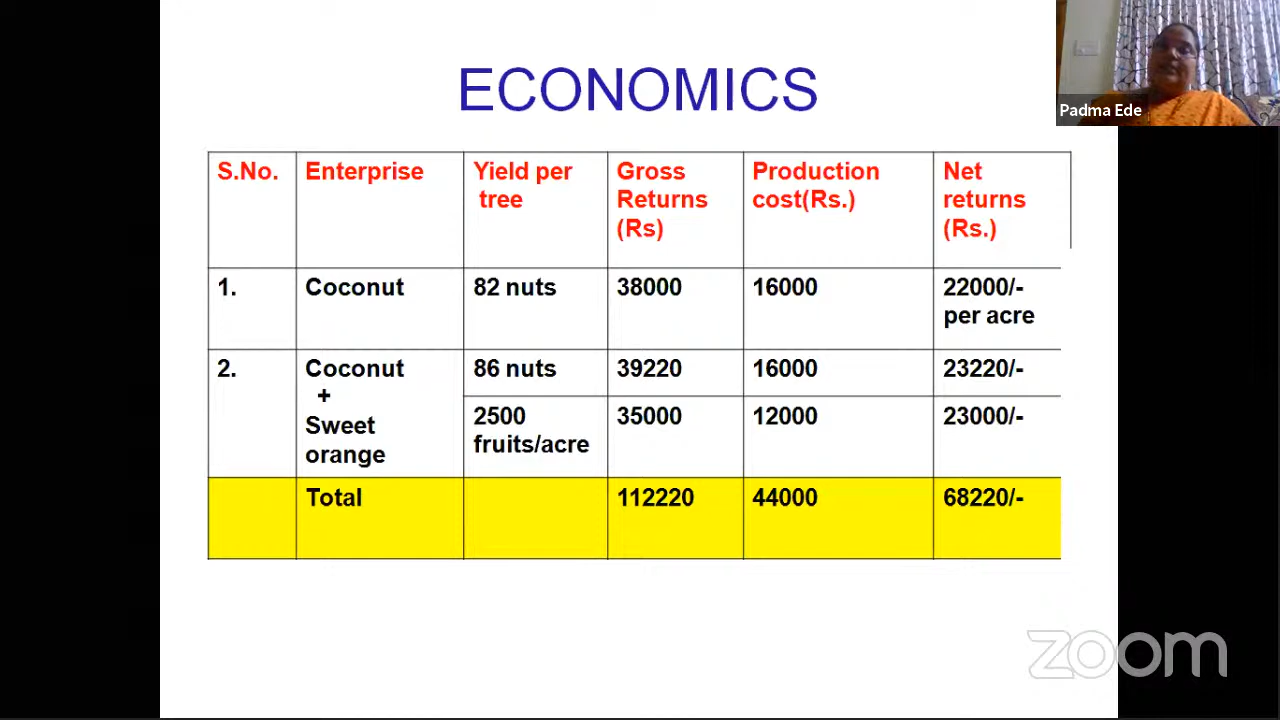 ECONOMICS
Padma Ede
S.No. Enterprise Yield per tree Gross Returns (Rs) Production cost(Rs.) Net returns (Rs.)
1. Coconut 82 nuts 38000 16000 22000/- per acre
2. Coconut + Sweet orange 86 nuts 39220 16000 23220/-
2500 fruits/acre 35000 12000 23000/-
Total 112220 44000 68220/-
zoom